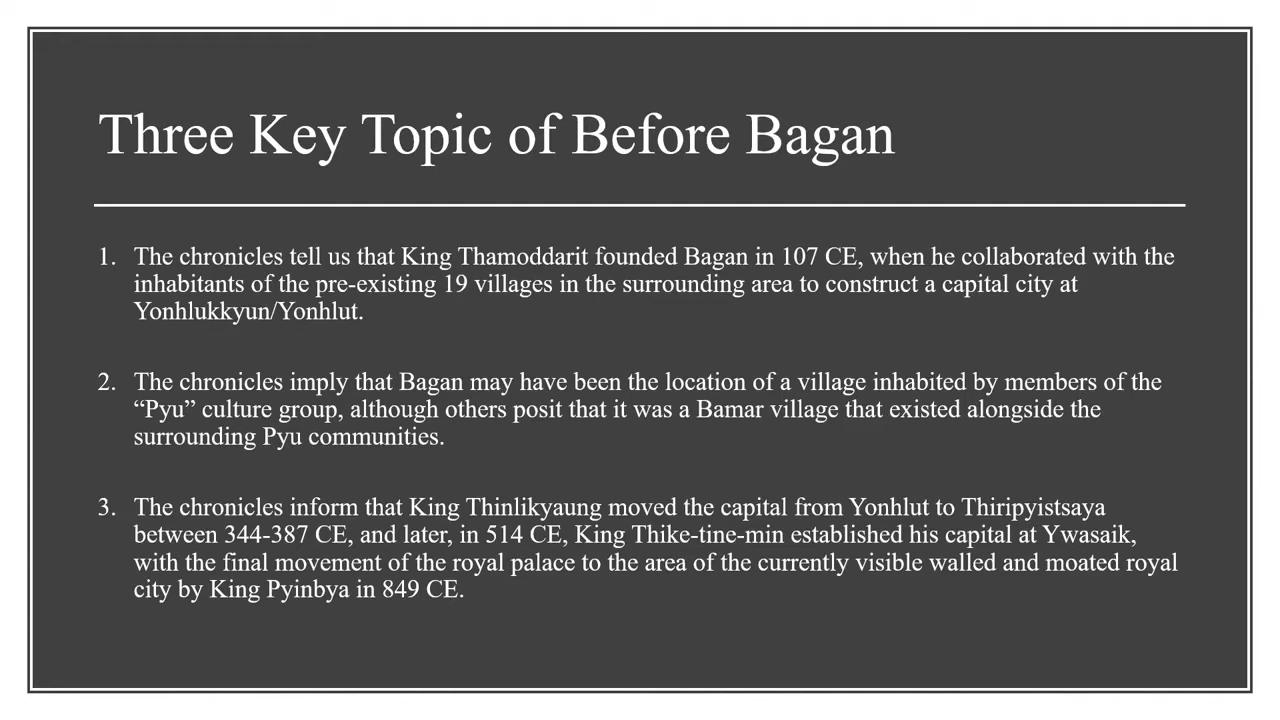 Three Key Topic of Before Bagan
1. The chronicles tell us that King Thamoddarit founded Bagan in 107 CE, when he collaborated with the
inhabitants of the pre-existing 19 villages in the surrounding area to construct a capital city at
Yonhlukkyun/Yonhlut.
2. The chronicles imply that Bagan may have been the location of a village inhabited by members of the
“Pyu” culture group, although others posit that it was a Bamar village that existed alongside the
surrounding Pyu communities.
3. The chronicles inform that King Thinlikyaung moved the capital from Yonhlut to Thiripyistsaya
between 344-387 CE, and later, in 514 CE, King Thike-tine-min established his capital at Ywasaik,
with the final movement of the royal palace to the area of the currently visible walled and moated royal
city by King Pyinbya in 849 CE.